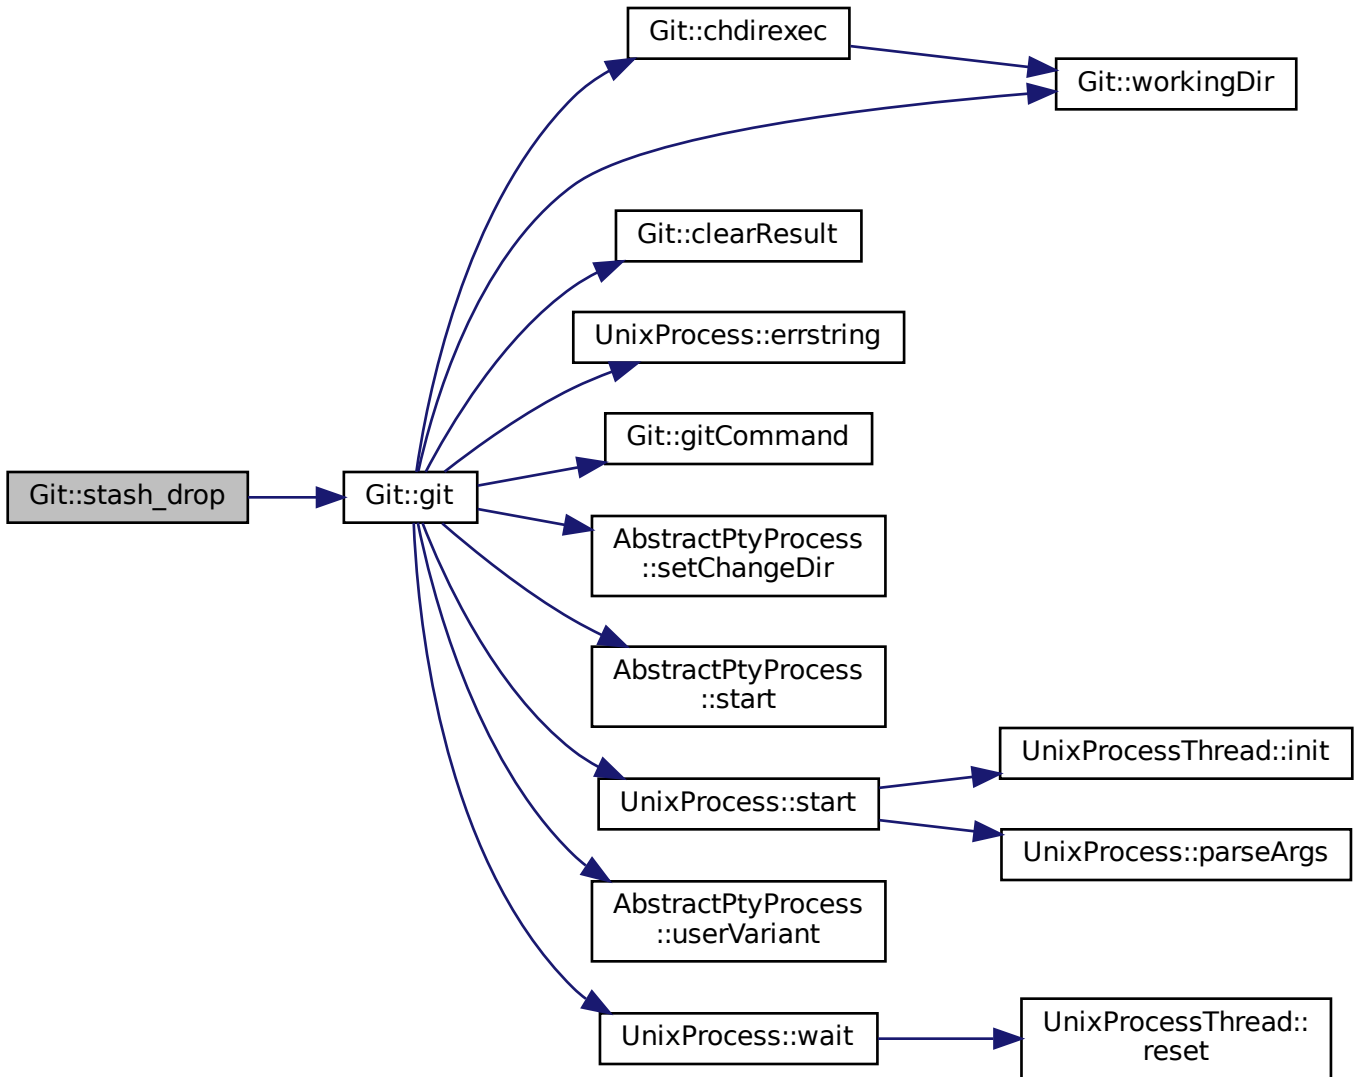 Git::chdirexec
Git::workingDir
Git::clearResult
UnixProcess::errstring
Git::gitCommand
Git::stash_drop
Git::git
AbstractPtyProcess
::setChangeDir
AbstractPtyProcess
::start
UnixProcessThread::init
UnixProcess::start
UnixProcess::parseArgs
AbstractPtyProcess
::userVariant
UnixProcess::wait
UnixProcessThread::
reset